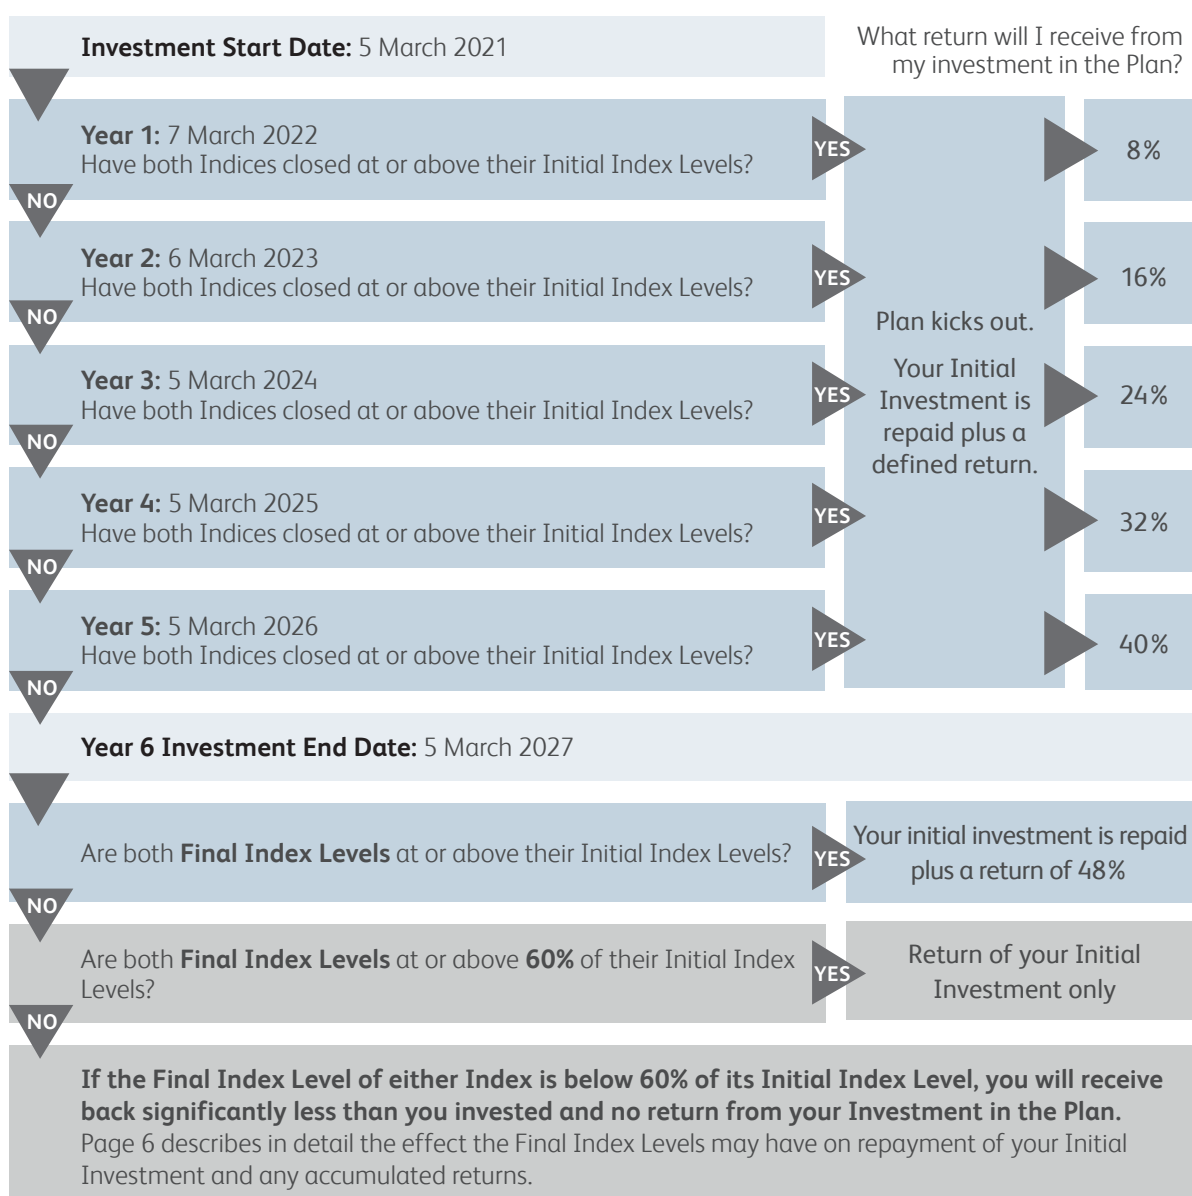 Investment Start Date: 5 March 2021
What return will I receive from
my investment in the Plan?
Year 1: 7 March 2022
Have both Indices closed at or above their Initial Index Levels?
YES
8%
NO
Year 2: 6 March 2023
Have both Indices closed at or above their Initial Index Levels?
YES
16%
NO
Plan kicks out.
Your Initial
Investment is
repaid plus a
defined return.
Year 3: 5 March 2024
Have both Indices closed at or above their Initial Index Levels?
YES
24%
NO
Year 4: 5 March 2025
Have both Indices closed at or above their Initial Index Levels?
YES
32%
NO
Year 5: 5 March 2026
Have both Indices closed at or above their Initial Index Levels?
YES
40%
NO
Year 6 Investment End Date: 5 March 2027
Are both Final Index Levels at or above their Initial Index Levels?
YES
Your initial investment is repaid
plus a return of 48%
NO
Are both Final Index Levels at or above 60% of their Initial Index
Levels?
YES
Return of your Initial
Investment only
NO
If the Final Index Level of either Index is below 60% of its Initial Index Level, you will receive
back significantly less than you invested and no return from your Investment in the Plan.
Page 6 describes in detail the effect the Final Index Levels may have on repayment of your Initial
Investment and any accumulated returns.